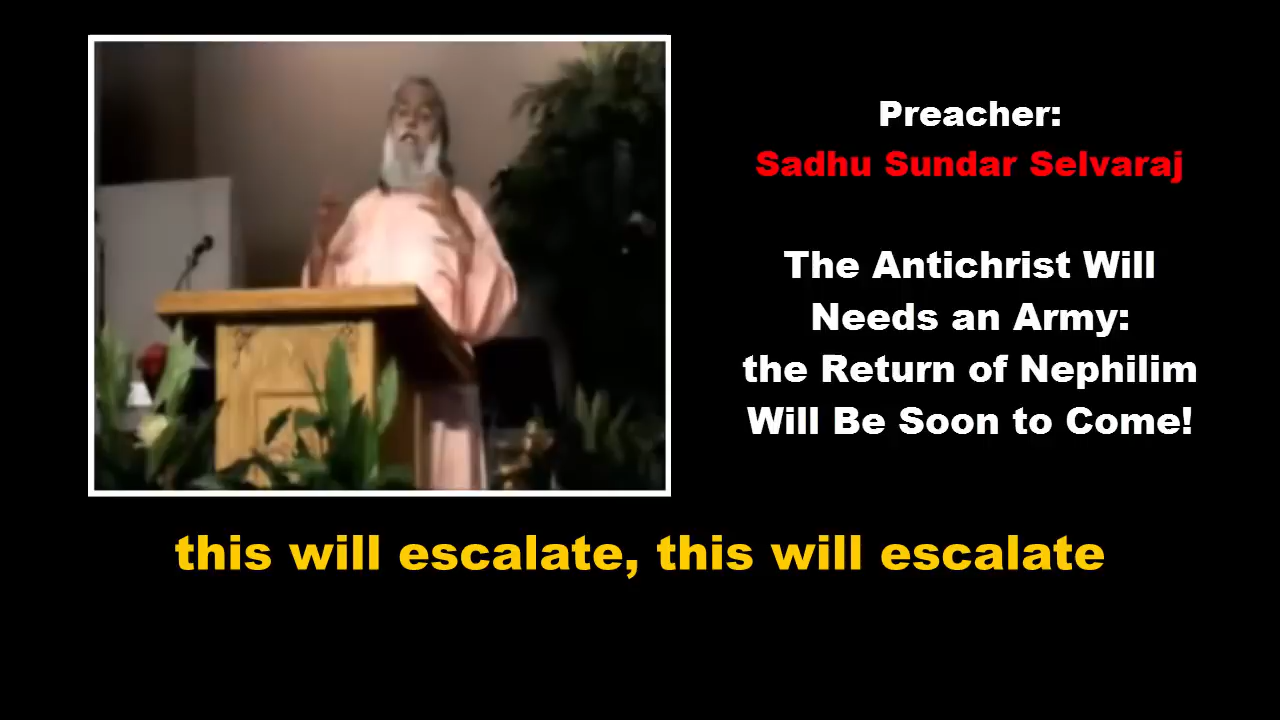 Preacher:
Sadhu Sundar Selvaraj
The Antichrist Will
Needs an Army:
the Return of Nephilim
Will Be Soon to Come!
this will escalate, this will escalate